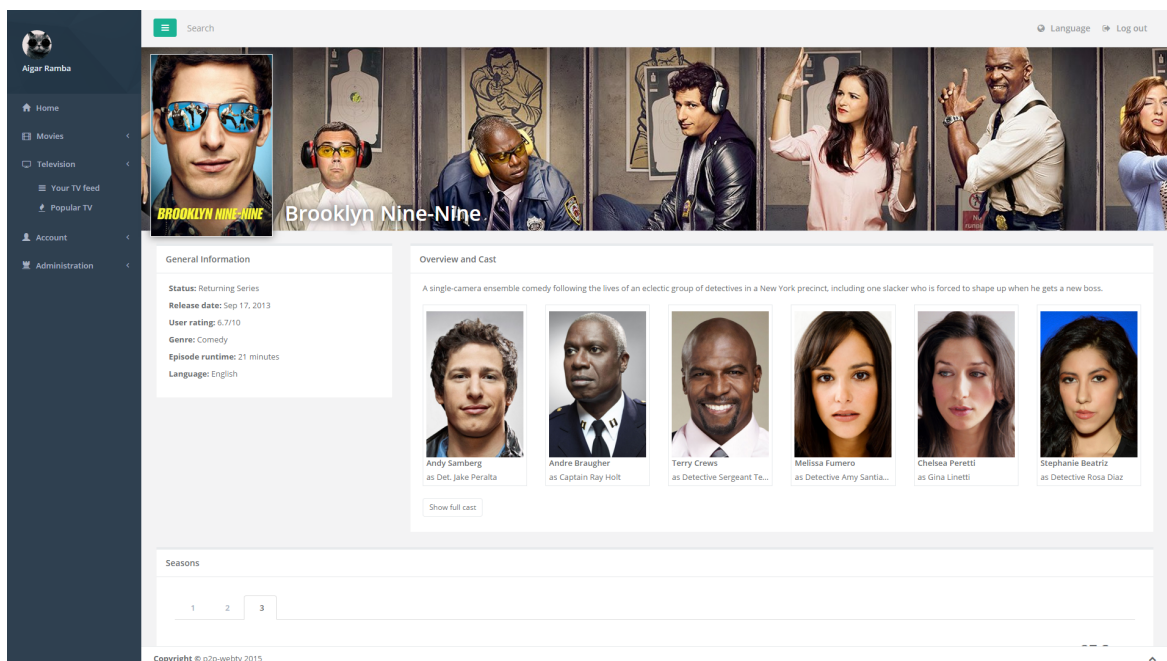 Search
Language
Log out
Aigar Ramba
Home
Movies
Television
Your TV feed
Popular TV
Account
Administration
BROOKLYN NINE-NINE
Brooklyn Nine-Nine
General Information
Status: Returning Series
Release date: Sep 17, 2013
User rating: 6.7/10
Genre: Comedy
Episode runtime: 21 minutes
Language: English
Overview and Cast
A single-camera ensemble comedy following the lives of an eclectic group of detectives in a New York precinct, including one slacker who is forced to shape up when he gets a new boss.
Andy Samberg
as Det. Jake Peralta
Andre Braugher
as Captain Ray Holt
Terry Crews
as Detective Sergeant Te...
Melissa Fumero
as Detective Amy Santia...
Chelsea Peretti
as Gina Linetti
Stephanie Beatriz
as Detective Rosa Diaz
Show full cast
Seasons
1 2 3
Copyright © p2p-webtv 2015